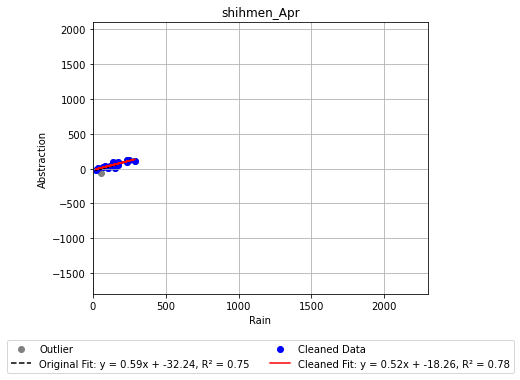 shihmen_Apr
2000
1500
1000
500
0
−500
−1000
−1500
Abstraction
0 500 1000 1500 2000
Rain
Outlier Cleaned Data
Original Fit: y = 0.59x + -32.24, R² = 0.75 Cleaned Fit: y = 0.52x + -18.26, R² = 0.78